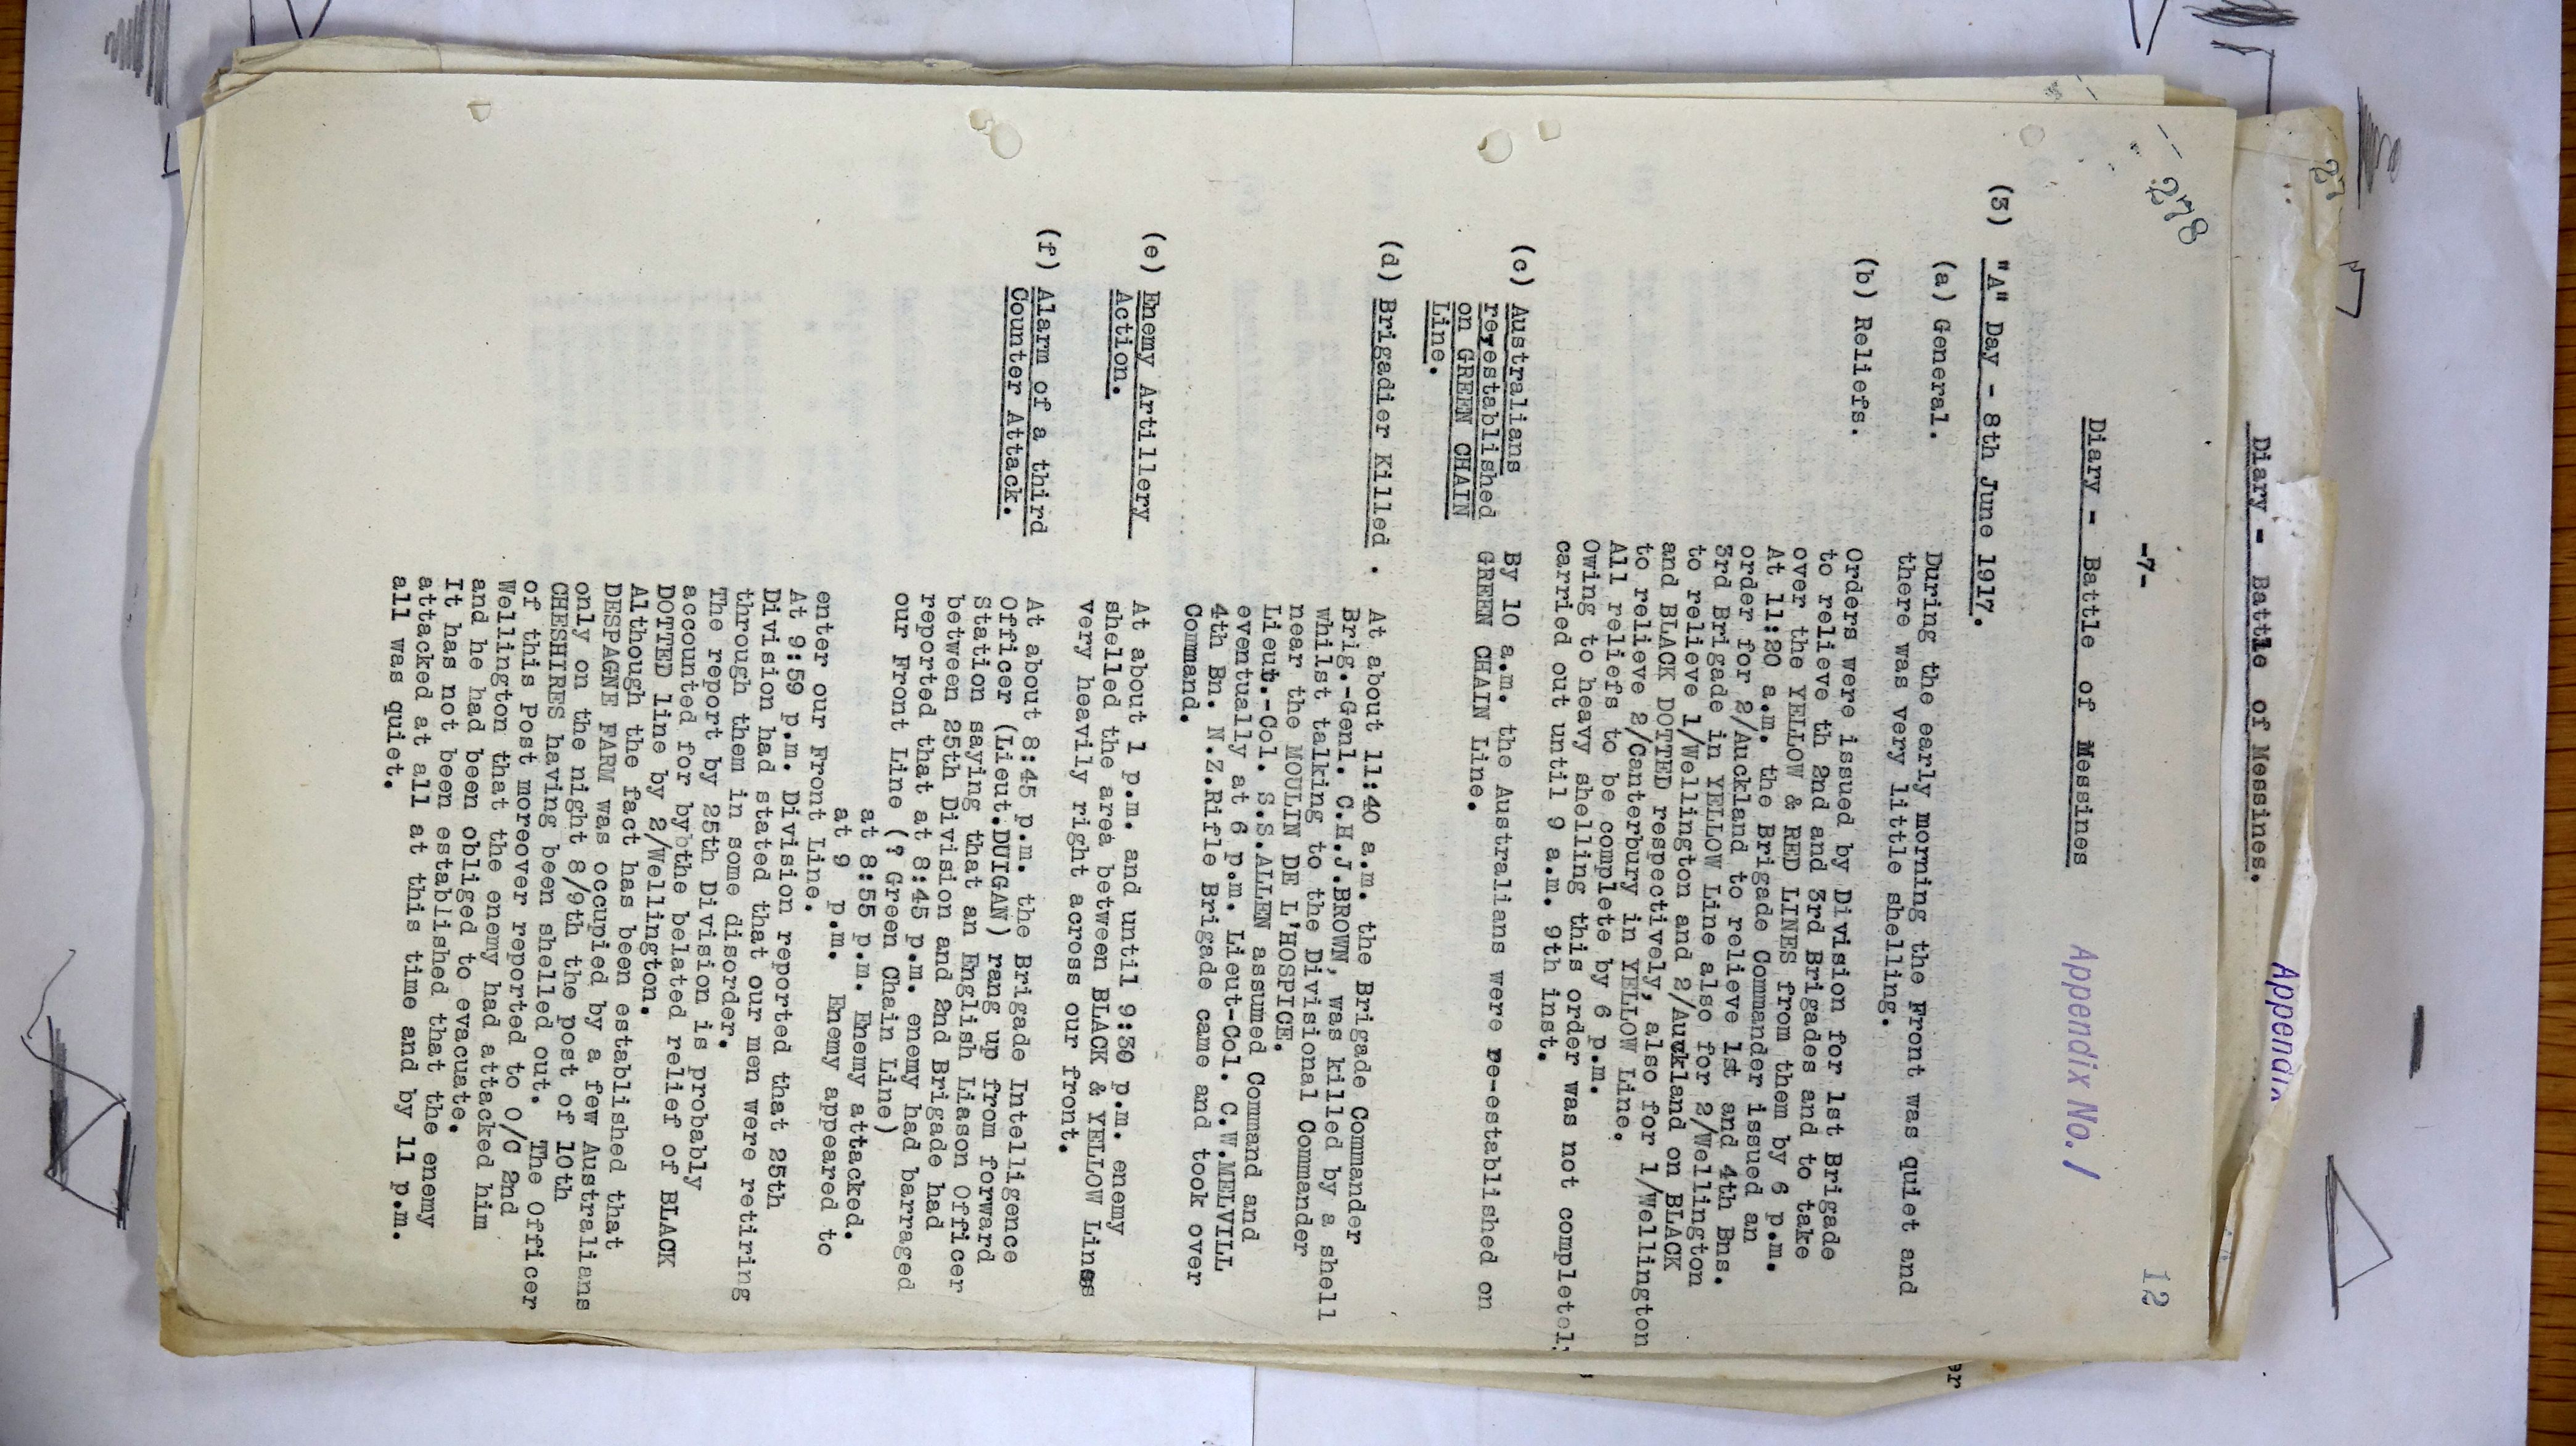 Diary - Battle of Messines.
Appendix
27
-7-
12
278
Diary - Battle of Messines
Appendix No. 1
(3) "A" Day - 8th June 1917.
(a) General.
During the early morning the Front was quiet and
there was very little shelling.
(b) Reliefs.
Orders were issued by Division for 1st Brigade
to relieve th 2nd and 3rd Brigades and to take
over the YELLOW & RED LINES from them by 6 p.m.
At 11:20 a.m. the Brigade Commander issued an
order for 2/Auckland to relieve 1st and 4th Bns.
3rd Brigade in YELLOW Line also for 2/Wellington
to relieve 1/Wellington and 2/Auckland on BLACK
and BLACK DOTTED respectively, also for 1/Wellington
to relieve 2/Canterbury in YELLOW Line.
All reliefs to be complete by 6 p.m.
Owing to heavy shelling this order was not completely
carried out until 9 a.m. 9th inst.
(c) Australians
re-established
on GREEN CHAIN
Line.
By 10 a.m. the Australians were re-established on
GREEN CHAIN Line.
(d) Brigadier Killed.
At about 11:40 a.m. the Brigade Commander
Brig.-Genl. C.H.J.BROWN, was killed by a shell
whilst talking to the Divisional Commander
near the MOULIN DE L'HOSPICE.
Lieut.-Col. S.S.ALLEN assumed Command and
eventually at 6 p.m. Lieut-Col. C.W.MELVILL
4th Bn. N.Z.Rifle Brigade came and took over
Command.
(e) Enemy Artillery
Action.
At about 1 p.m. and until 9:30 p.m. enemy
shelled the area between BLACK & YELLOW Lines
very heavily right across our front.
(f) Alarm of a third
Counter Attack.
At about 8:45 p.m. the Brigade Intelligence
Officer (Lieut.DUIGAN) rang up from forward
Station saying that an English Liason Officer
between 25th Division and 2nd Brigade had
reported that at 8:45 p.m. enemy had barraged
our Front Line (? Green Chain Line)
at 8:55 p.m. Enemy attacked.
at 9 p.m. Enemy appeared to
enter our Front Line.
At 9:59 p.m. Division reported that 25th
Division had stated that our men were retiring
through them in some disorder.
The report by 25th Division is probably
accounted for by the belated relief of BLACK
DOTTED line by 2/Wellington.
Although the fact has been established that
DESPAGNE FARM was occupied by a few Australians
only on the night 8/9th the post of 10th
CHESHIRES having been shelled out. The Officer
of this Post moreover reported to O/C 2nd
Wellington that the enemy had attacked him
and he had been obliged to evacuate.
It has not been established that the enemy
attacked at all at this time and by 11 p.m.
all was quiet.
er